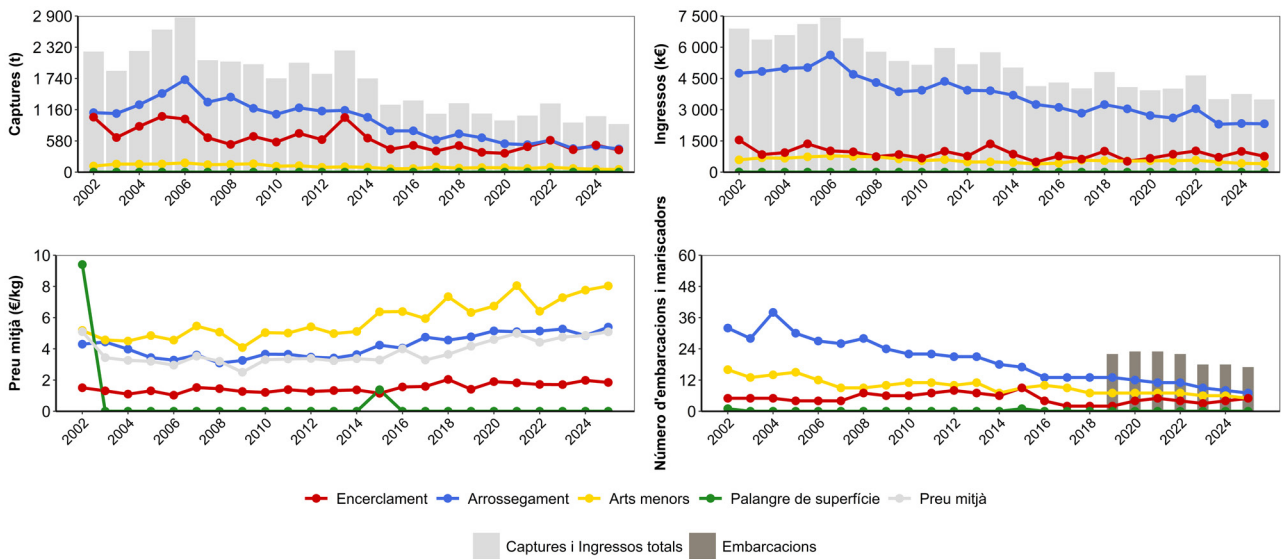 Captures (t)
2 900
2 320
1 740
1 160
580
0
2002 2004 2006 2008 2010 2012 2014 2016 2018 2020 2022 2024
Ingressos (k€)
7 500
6 000
4 500
3 000
1 500
0
2002 2004 2006 2008 2010 2012 2014 2016 2018 2020 2022 2024
Preu mitjà (€/kg)
10
8
6
4
2
0
2002 2004 2006 2008 2010 2012 2014 2016 2018 2020 2022 2024
Número d'embarcacions i mariscadors
60
48
36
24
12
0
2002 2004 2006 2008 2010 2012 2014 2016 2018 2020 2022 2024
Encerclament Arrossegament Arts menors Palangre de superfície Preu mitjà
Captures i Ingressos totals Embarcacions